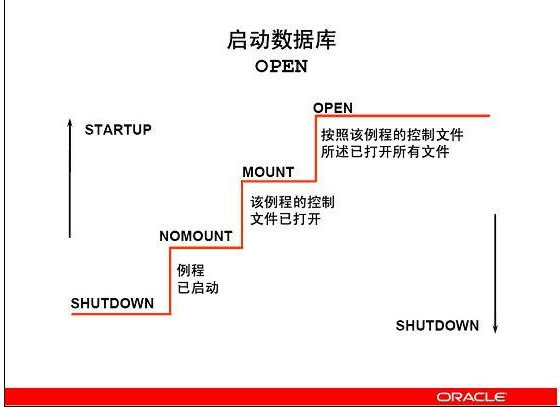 启动数据库
OPEN
OPEN
STARTUP
按照该例程的控制文件
所述已打开所有文件
MOUNT
该例程的控制
文件已打开
NOMOUNT
例程
已启动
SHUTDOWN
SHUTDOWN
ORACLE